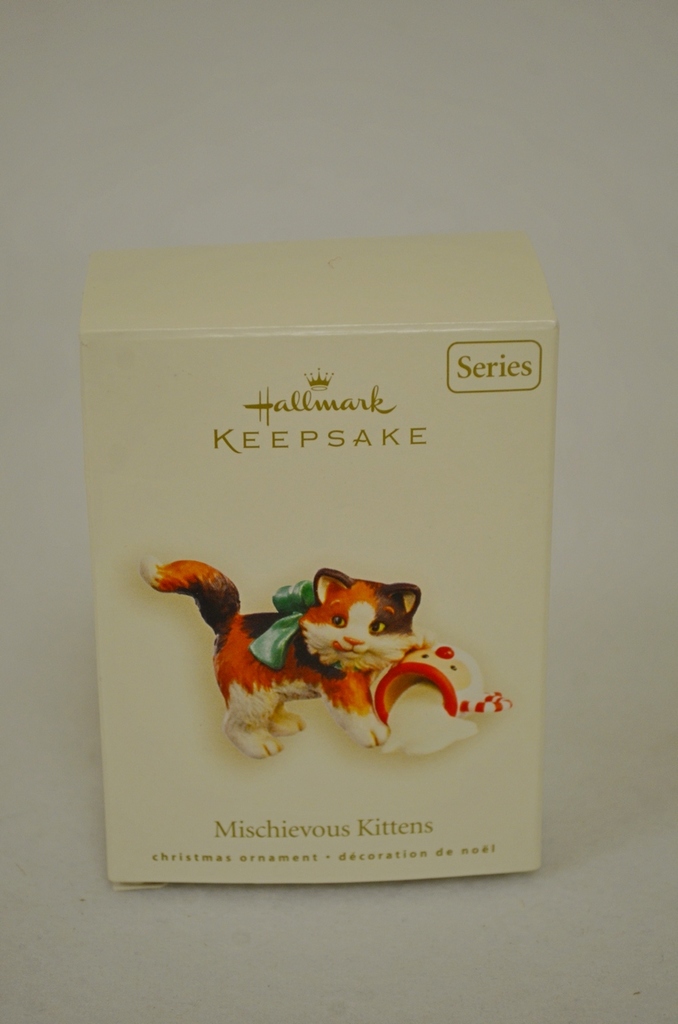 Series
Hallmark
KEEPSAKE
Mischievous Kittens
christmas ornament • décoration de noël